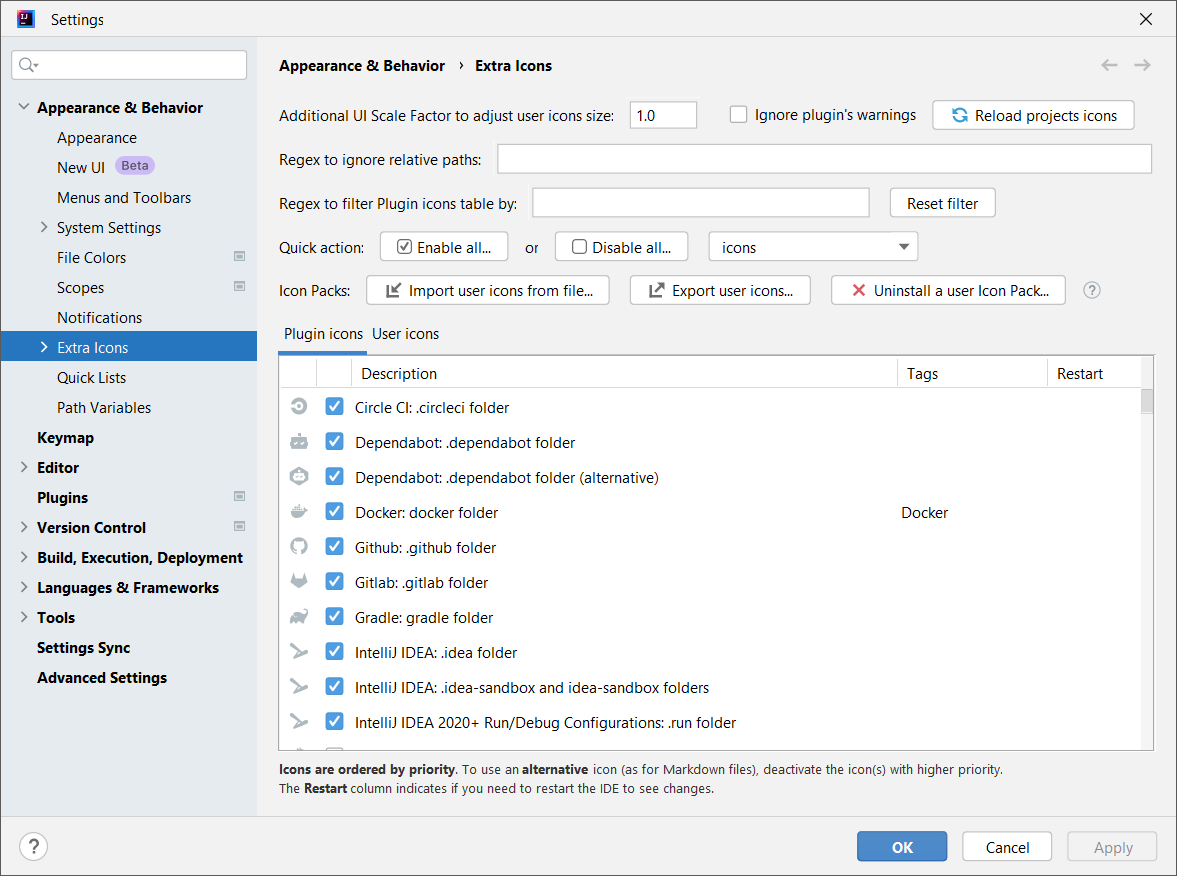 Settings
Appearance & Behavior
Appearance
New UI Beta
Menus and Toolbars
System Settings
File Colors
Scopes
Notifications
Extra Icons
Quick Lists
Path Variables
Keymap
Editor
Plugins
Version Control
Build, Execution, Deployment
Languages & Frameworks
Tools
Settings Sync
Advanced Settings
Appearance & Behavior › Extra Icons
Additional UI Scale Factor to adjust user icons size: 1.0 Ignore plugin's warnings Reload projects icons
Regex to ignore relative paths:
Regex to filter Plugin icons table by: Reset filter
Quick action: Enable all... or Disable all... icons
Icon Packs: Import user icons from file... Export user icons... Uninstall a user Icon Pack... ?
Plugin icons User icons
Description Tags Restart
Circle CI: .circleci folder
Dependabot: .dependabot folder
Dependabot: .dependabot folder (alternative)
Docker: docker folder Docker
Github: .github folder
Gitlab: .gitlab folder
Gradle: gradle folder
IntelliJ IDEA: .idea folder
IntelliJ IDEA: .idea-sandbox and idea-sandbox folders
IntelliJ IDEA 2020+ Run/Debug Configurations: .run folder
Icons are ordered by priority. To use an alternative icon (as for Markdown files), deactivate the icon(s) with higher priority.
The Restart column indicates if you need to restart the IDE to see changes.
? OK Cancel Apply